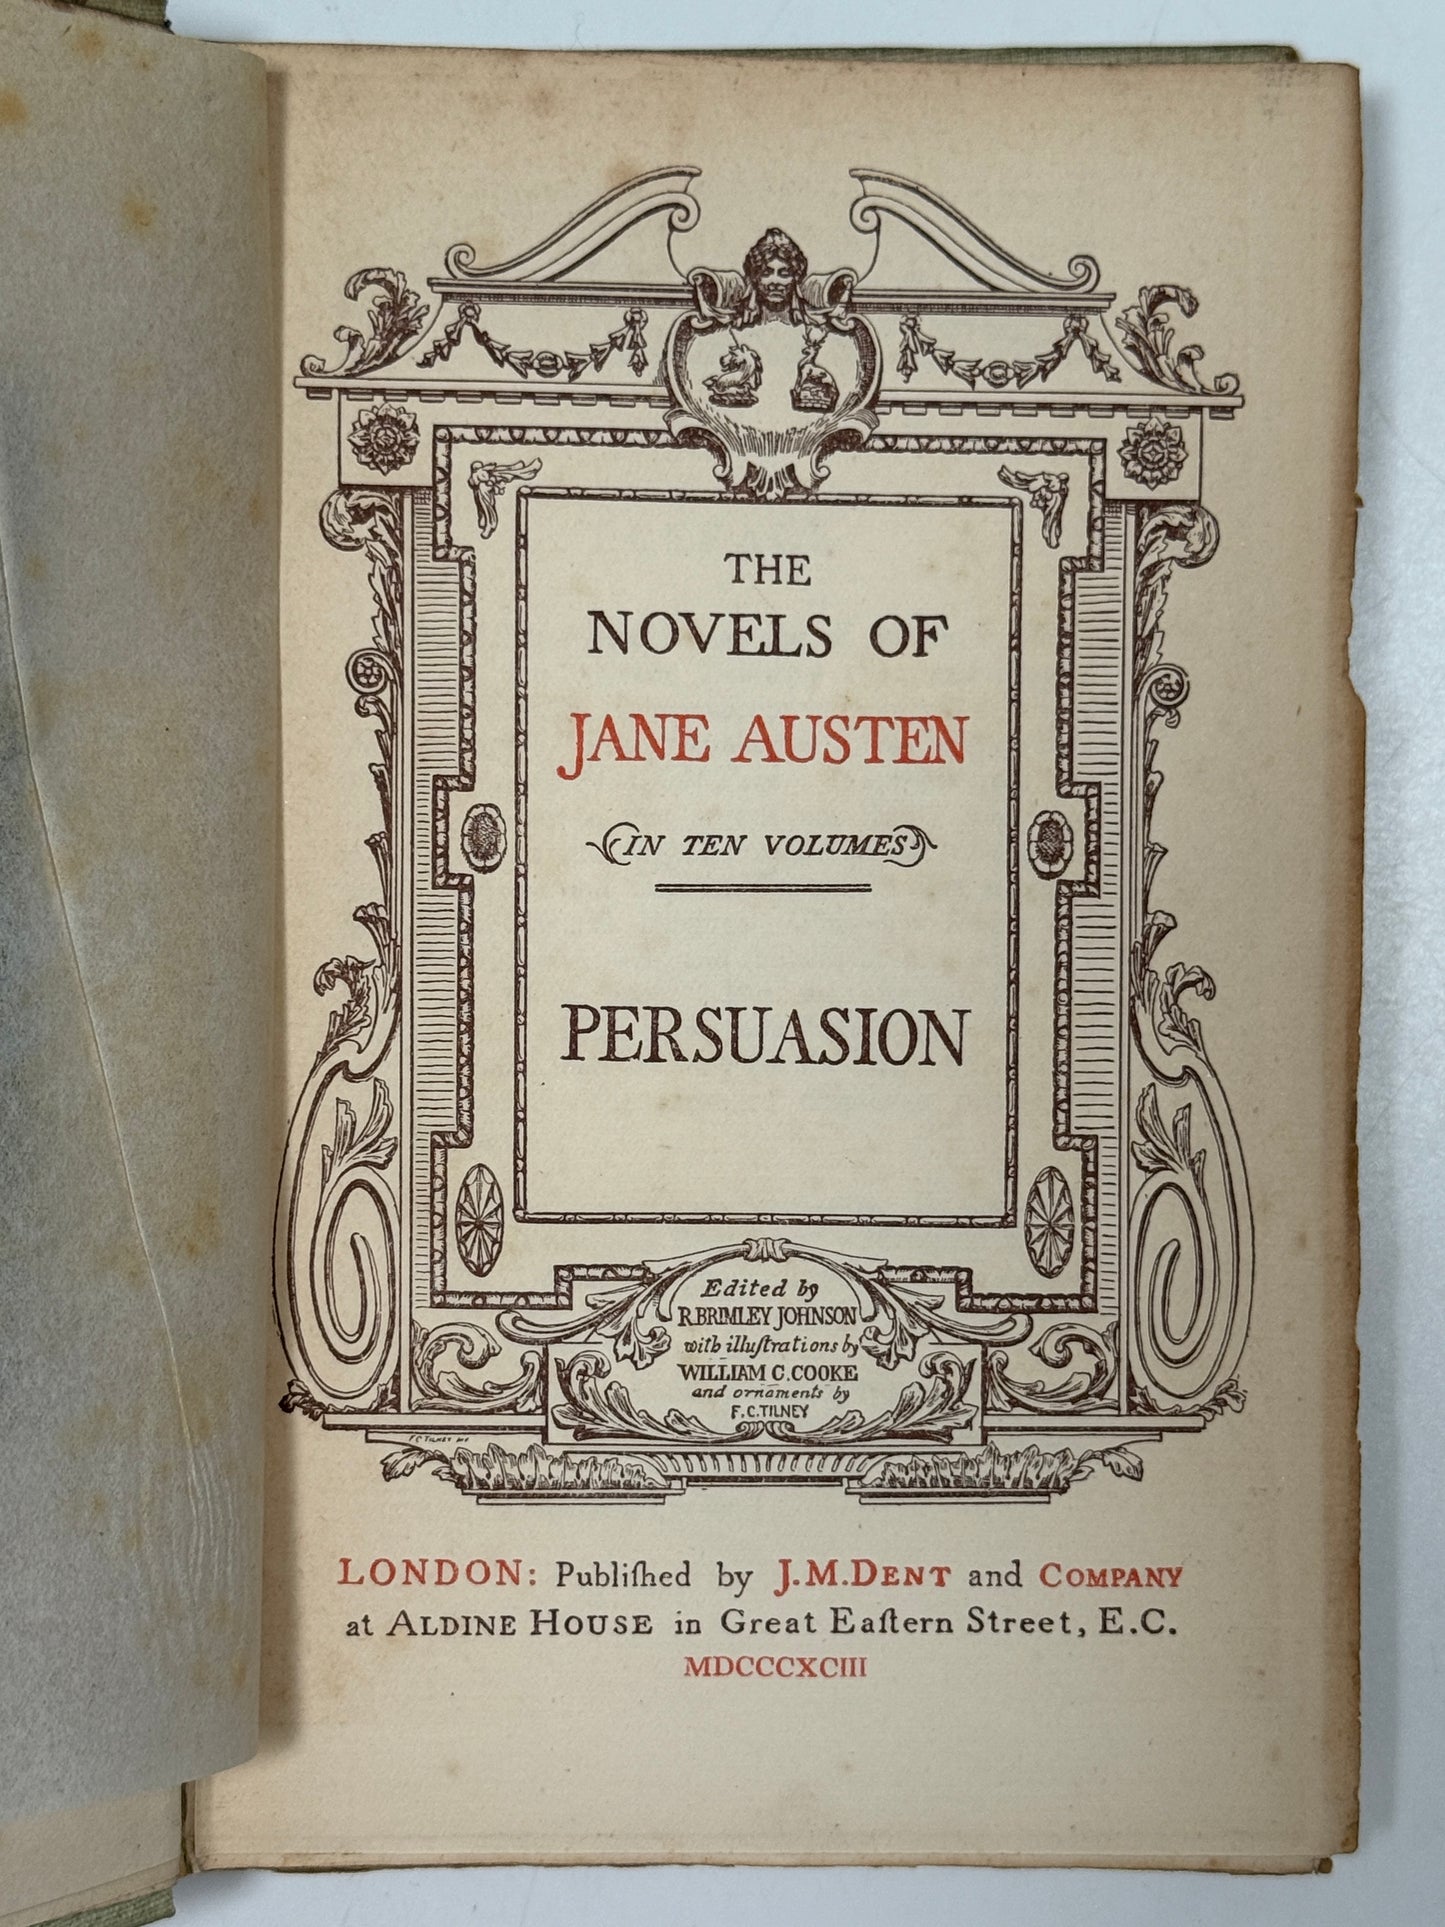 THE
NOVELS OF
JANE AUSTEN
IN TEN VOLUMES
PERSUASION
Edited by
R. BRIMLEY JOHNSON
with illuſtrations by
WILLIAM C. COOKE
and ornaments by
F. C. TILNEY
F C TILNEY
LONDON: Publiſhed by J. M. DENT and COMPANY
at ALDINE HOUSE in Great Eaſtern Street, E.C.
MDCCCXCIII